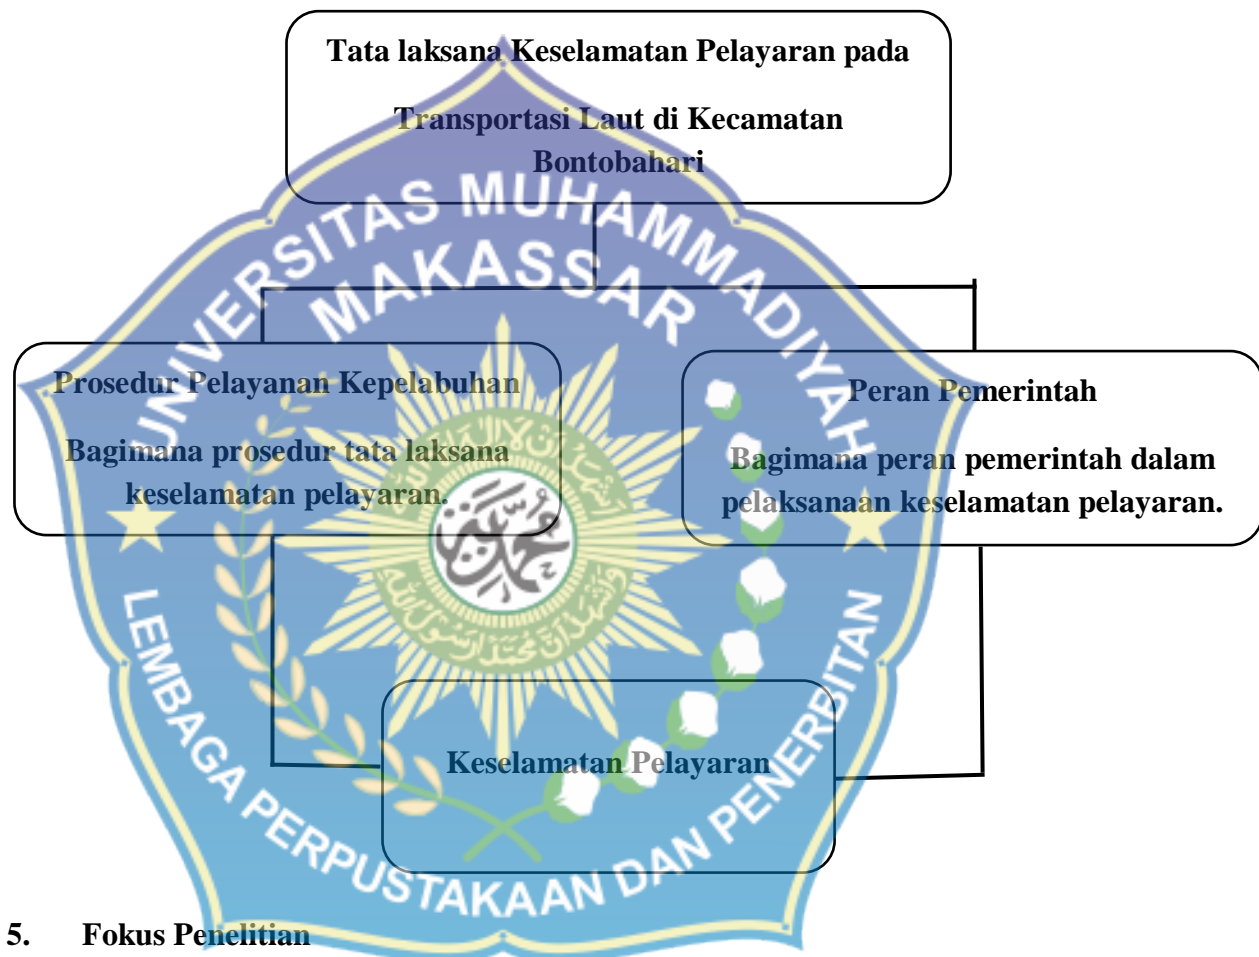 Tata laksana Keselamatan Pelayaran pada
Transportasi Laut di Kecamatan
Bontobahari
UNIVERSITAS MUHAMMADIYAH
MAKASSAR
Prosedur Pelayanan Kepelabuhan
Bagimana prosedur tata laksana
keselamatan pelayaran.
Peran Pemerintah
Bagimana peran pemerintah dalam
pelaksanaan keselamatan pelayaran.
Keselamatan Pelayaran
LEMBAGA PERPUSTAKAAN DAN PENERBITAN
5. Fokus Penelitian